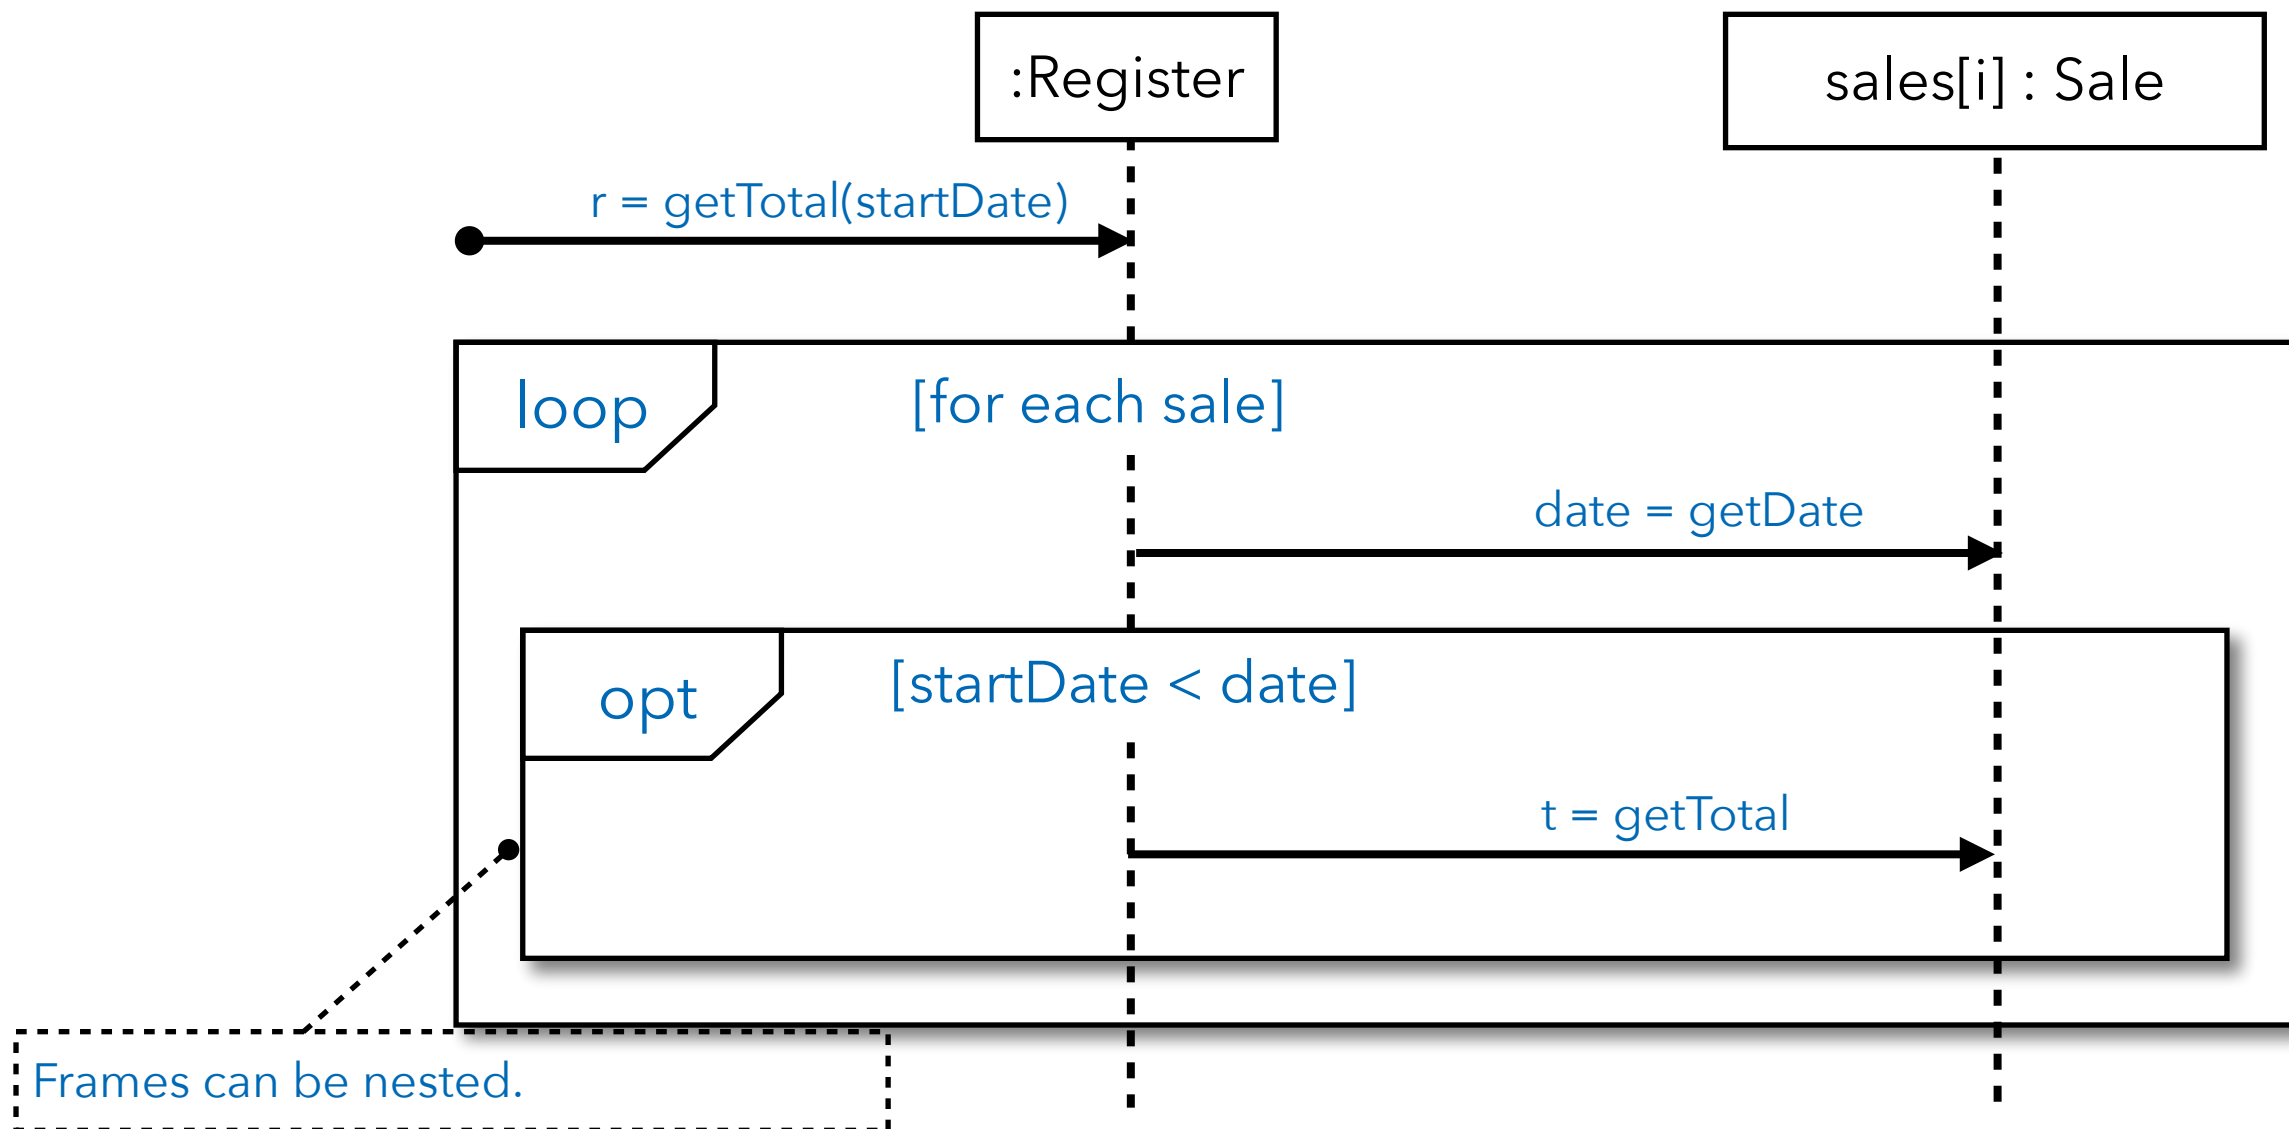 :Register
sales[i] : Sale
r = getTotal(startDate)
loop
[for each sale]
date = getDate
opt
[startDate < date]
t = getTotal
Frames can be nested.